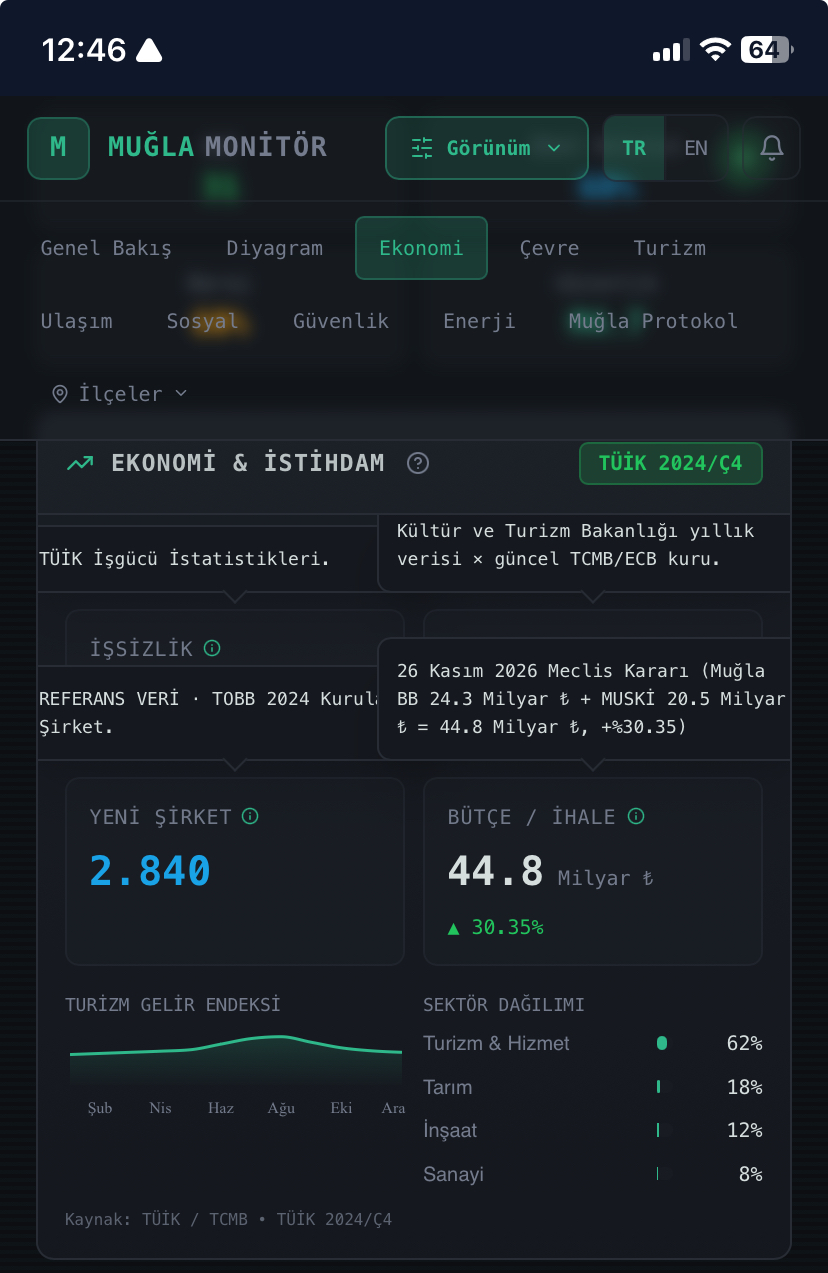 12:46
64
M
MUĞLA MONİTÖR
Görünüm
TR
EN
Genel Bakış
Diyagram
Ekonomi
Çevre
Turizm
Ulaşım
Sosyal
Güvenlik
Enerji
Muğla Protokol
İlçeler
EKONOMİ & İSTİHDAM
TÜİK 2024/Ç4
TÜİK İşgücü İstatistikleri.
Kültür ve Turizm Bakanlığı yıllık
verisi × güncel TCMB/ECB kuru.
İŞSİZLİK
REFERANS VERİ · TOBB 2024 Kurul
Şirket.
26 Kasım 2026 Meclis Kararı (Muğla
BB 24.3 Milyar ₺ + MUSKİ 20.5 Milyar
₺ = 44.8 Milyar ₺, +%30.35)
YENİ ŞİRKET
2.840
BÜTÇE / İHALE
44.8 Milyar ₺
▲ 30.35%
TURİZM GELİR ENDEKSİ
Şub
Nis
Haz
Ağu
Eki
Ara
SEKTÖR DAĞILIMI
Turizm & Hizmet
62%
Tarım
18%
İnşaat
12%
Sanayi
8%
Kaynak: TÜİK / TCMB • TÜİK 2024/Ç4